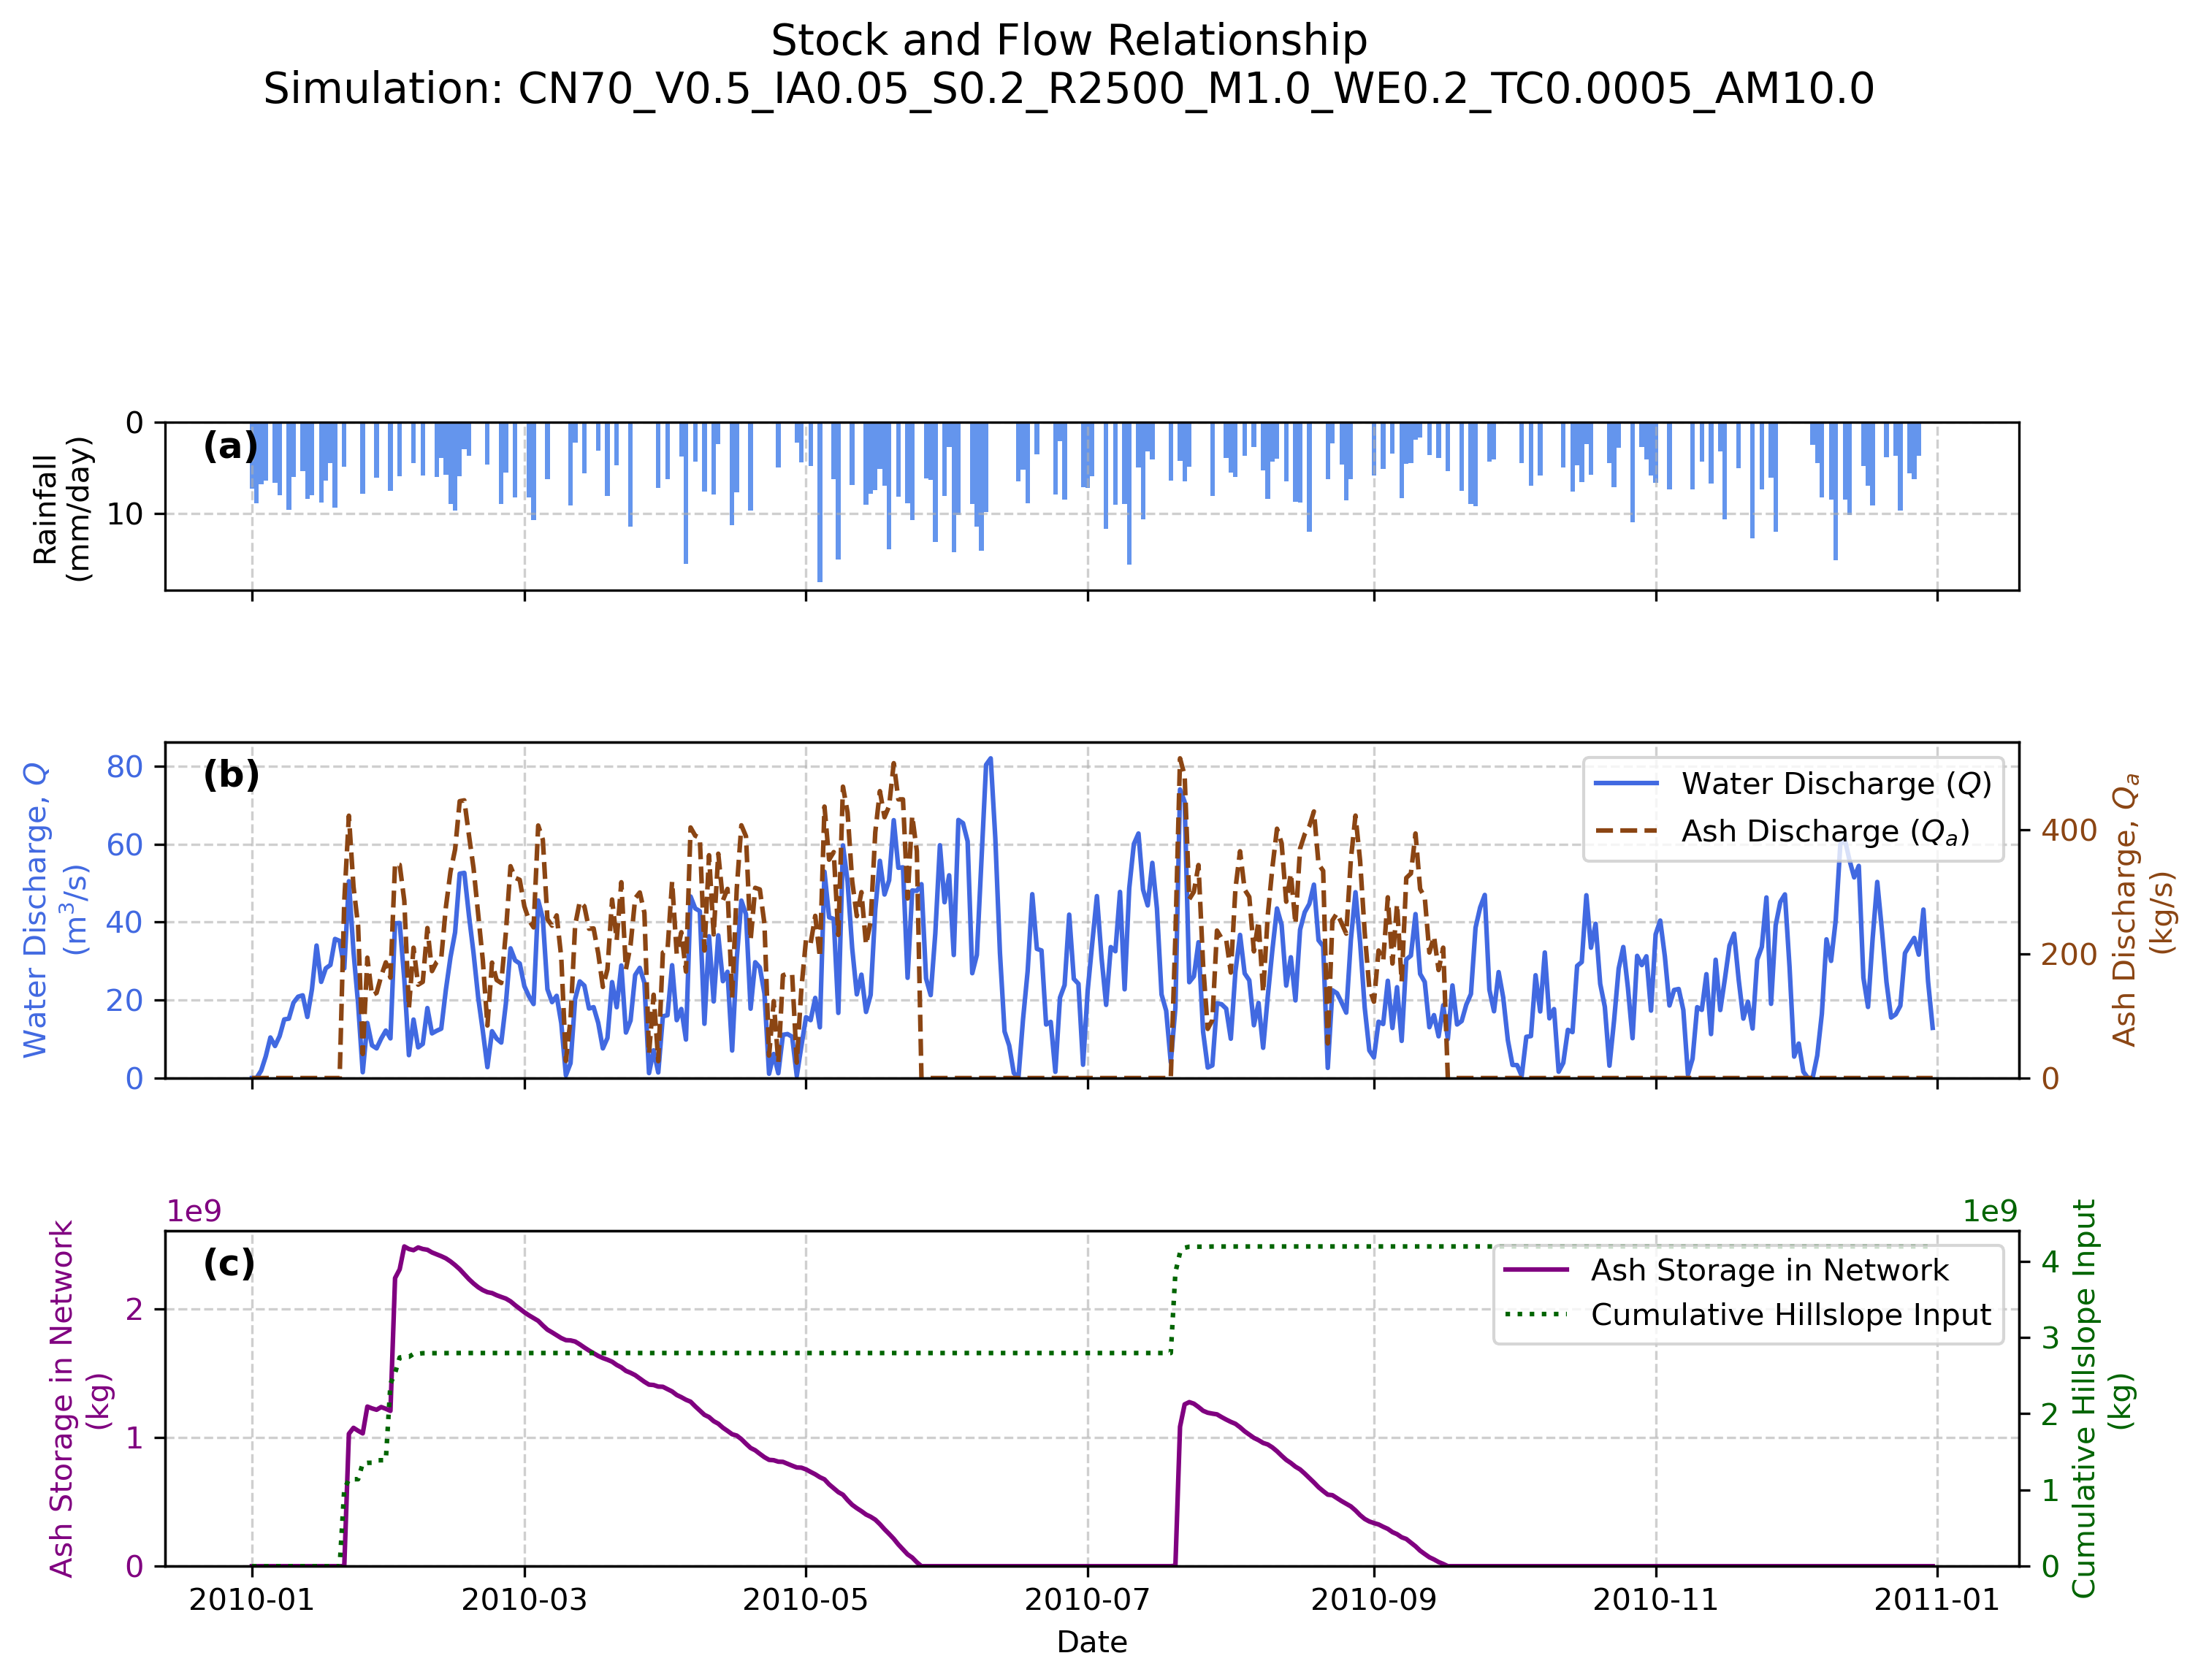 Stock and Flow Relationship
Simulation: CN70_V0.5_IA0.05_S0.2_R2500_M1.0_WE0.2_TC0.0005_AM10.0
(a)
Rainfall
(mm/day)
0
10
(b)
Water Discharge, Q
(m³/s)
80
60
40
20
0
Water Discharge (Q)
Ash Discharge (Qₐ)
400
200
0
Ash Discharge, Qₐ
(kg/s)
1e9
1e9
(c)
Ash Storage in Network
(kg)
2
1
0
Ash Storage in Network
Cumulative Hillslope Input
4
3
2
1
0
Cumulative Hillslope Input
(kg)
2010-01
2010-03
2010-05
2010-07
2010-09
2010-11
2011-01
Date